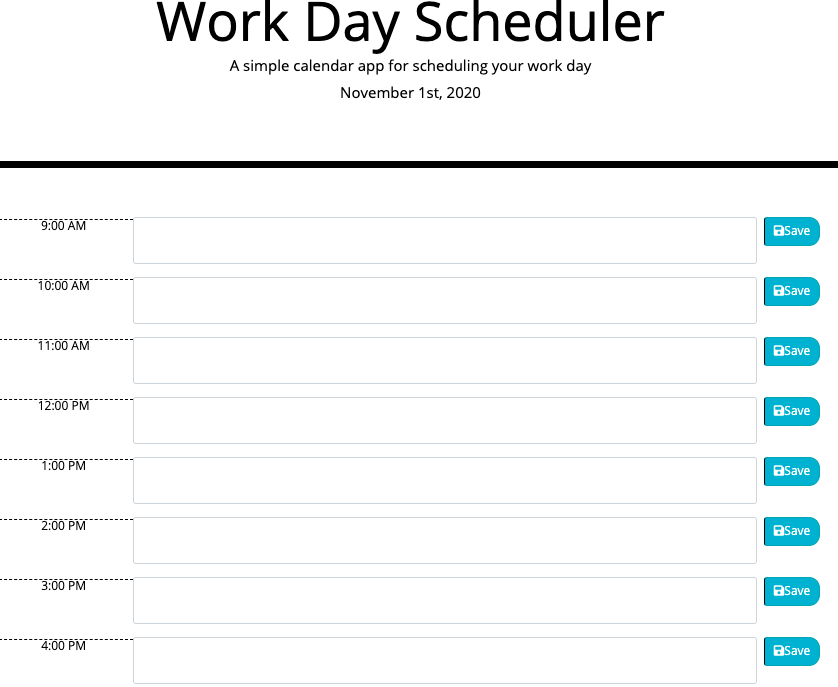 Work Day Scheduler
A simple calendar app for scheduling your work day
November 1st, 2020
9:00 AM Save
10:00 AM Save
11:00 AM Save
12:00 PM Save
1:00 PM Save
2:00 PM Save
3:00 PM Save
4:00 PM Save